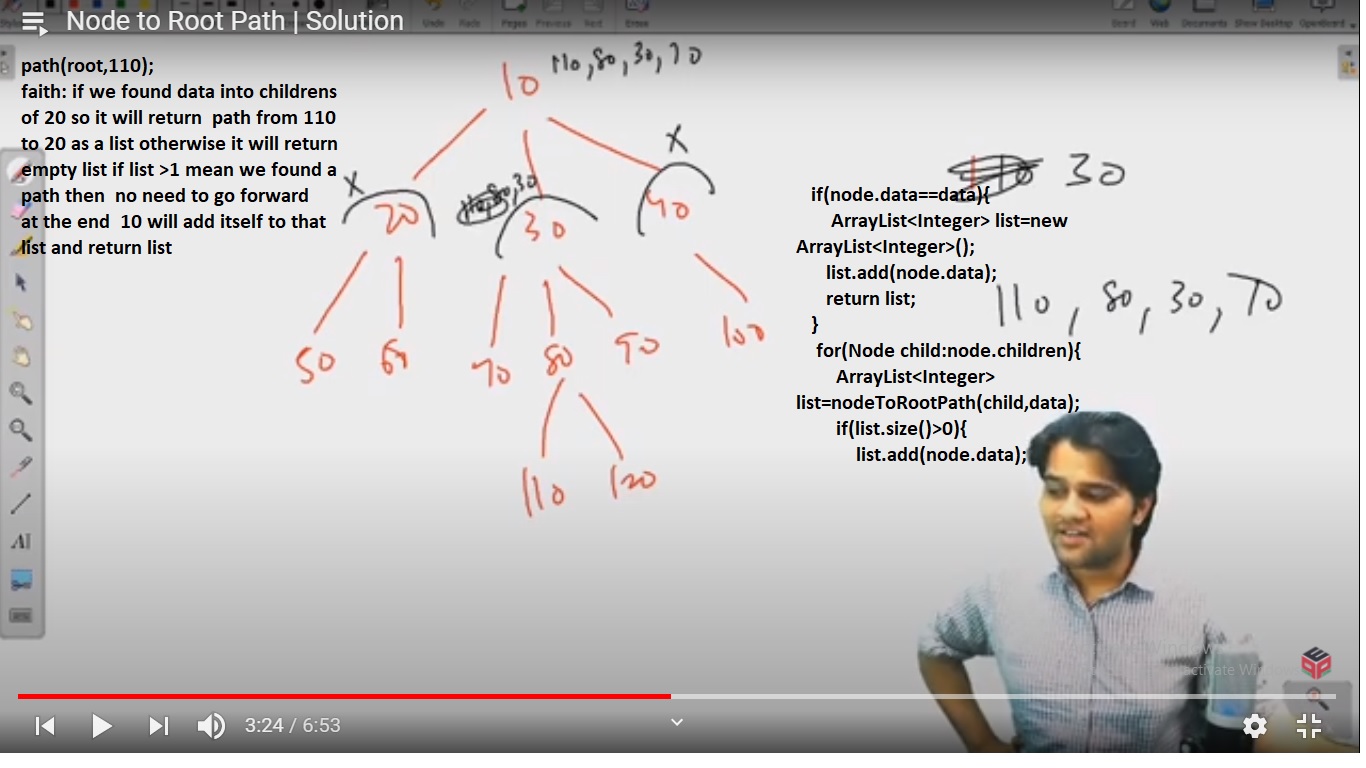 Node to Root Path | Solution
Undo Redo Pages Previous Next Erase Board Web Documents Show Desktop OpenBoard
path(root,110);
faith: if we found data into childrens
of 20 so it will return path from 110
to 20 as a list otherwise it will return
empty list if list >1 mean we found a
path then no need to go forward
at the end 10 will add itself to that
list and return list
10 110, 80, 30, 10
X
X
20
30
40
50
70 80 90
100
110 120
30
if(node.data==data){
ArrayList<Integer> list=new
ArrayList<Integer>();
list.add(node.data);
return list;
}
for(Node child:node.children){
ArrayList<Integer>
list=nodeToRootPath(child,data);
if(list.size()>0){
list.add(node.data);
110, 80, 30, 10
3:24 / 6:53